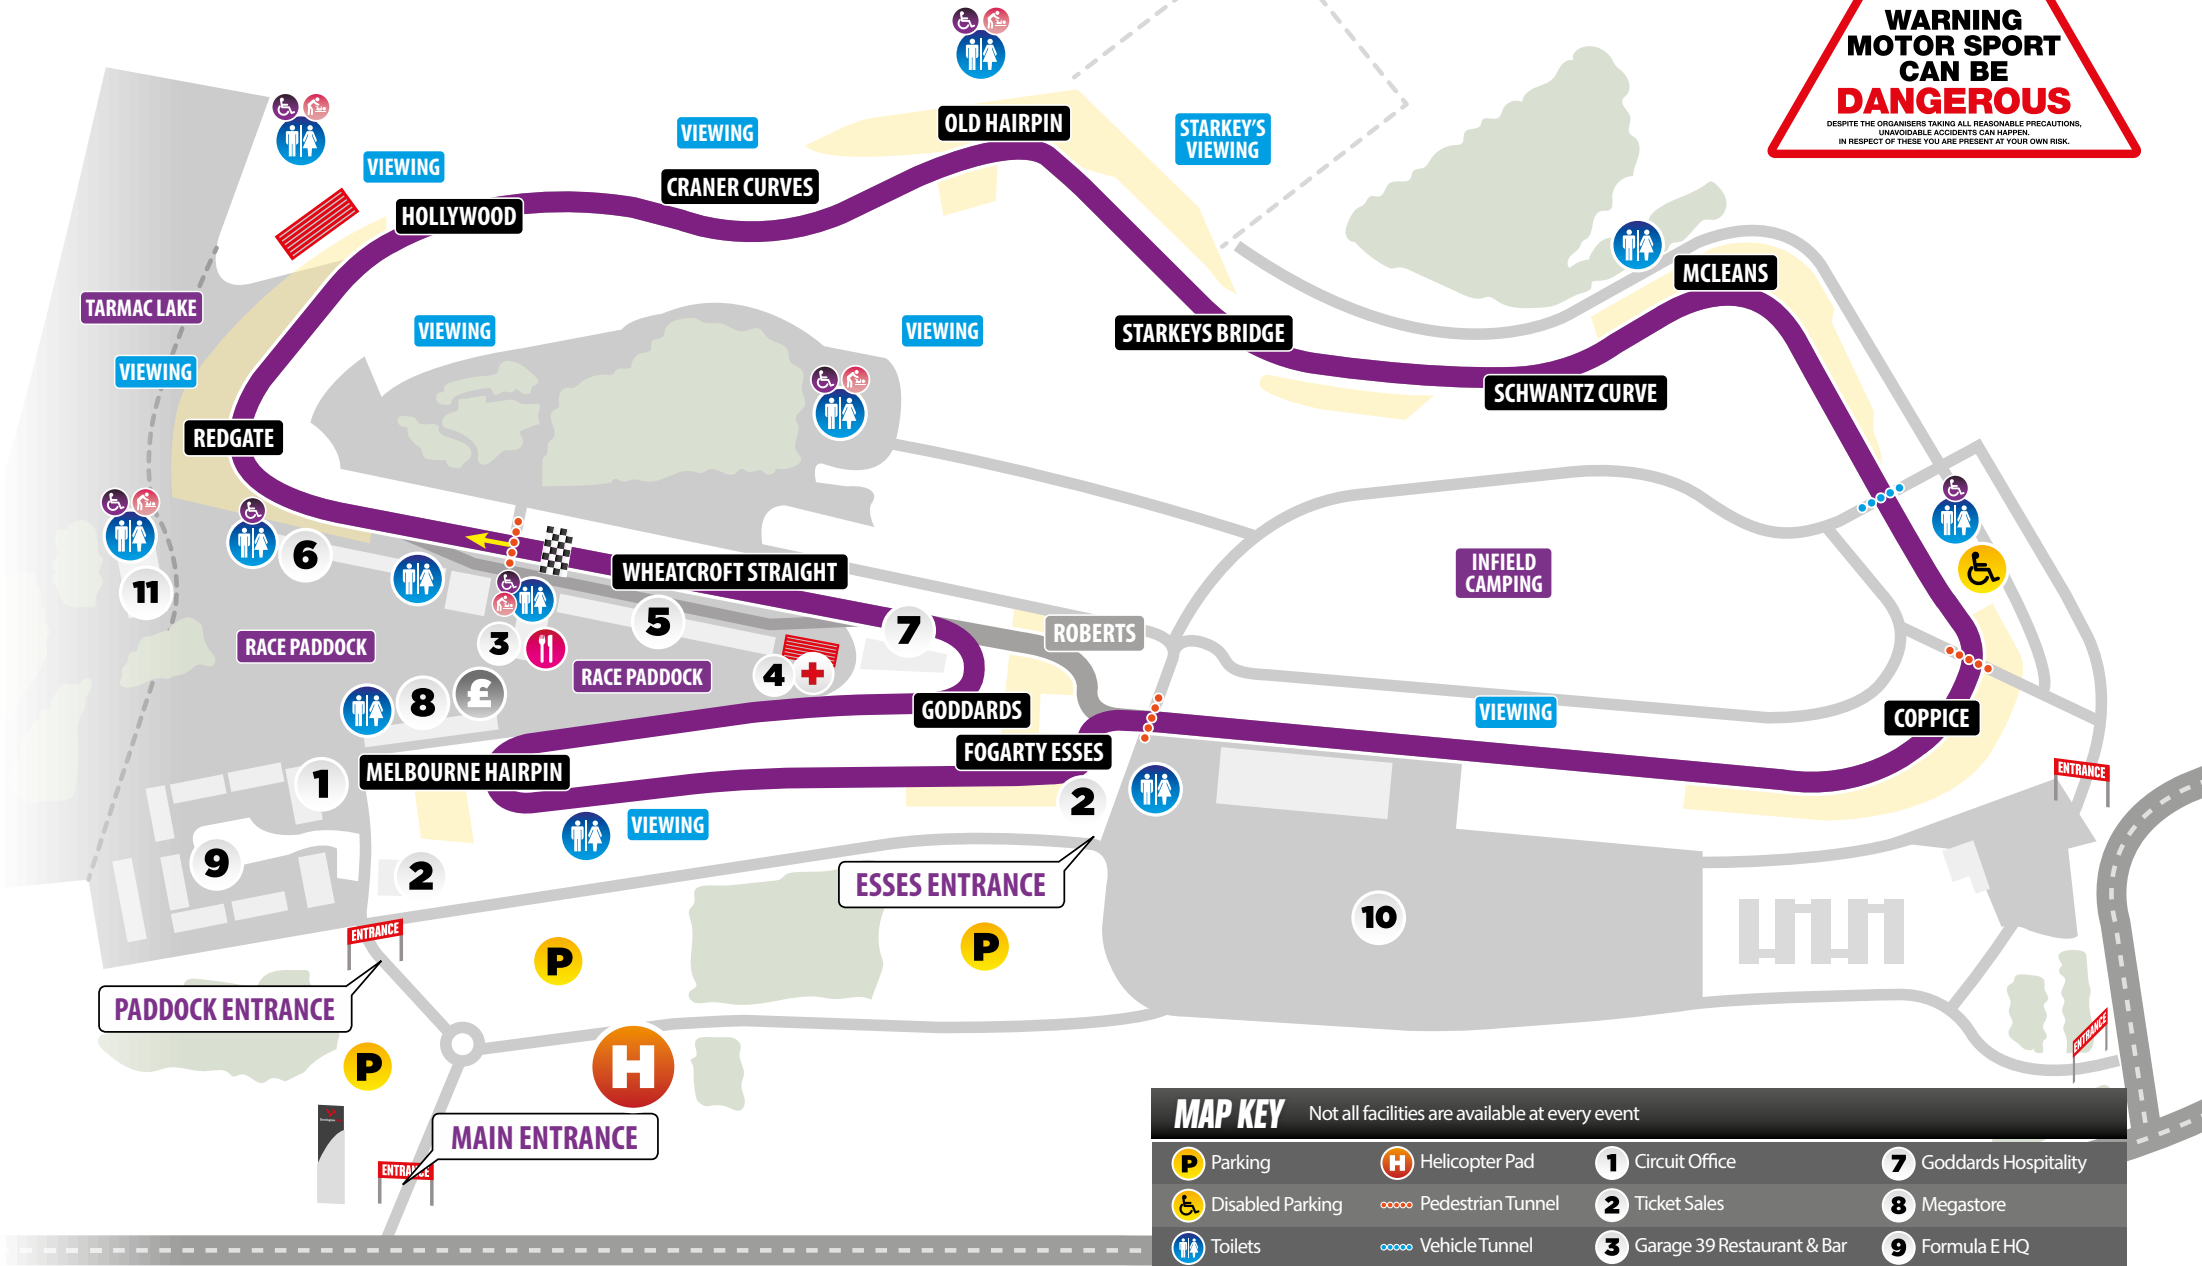 WARNING
MOTOR SPORT
CAN BE
DANGEROUS
DESPITE THE ORGANISERS TAKING ALL REASONABLE PRECAUTIONS,
UNAVOIDABLE ACCIDENTS CAN HAPPEN.
IN RESPECT OF THESE YOU ARE PRESENT AT YOUR OWN RISK.
OLD HAIRPIN
VIEWING
STARKEY'S
VIEWING
VIEWING
CRANER CURVES
HOLLYWOOD
MCLEANS
TARMAC LAKE
VIEWING
VIEWING
STARKEYS BRIDGE
VIEWING
SCHWANTZ CURVE
REDGATE
6
11
WHEATCROFT STRAIGHT
INFIELD
CAMPING
5
7
ROBERTS
RACE PADDOCK
3
RACE PADDOCK
4
8
£
GODDARDS
VIEWING
COPPICE
FOGARTY ESSES
MELBOURNE HAIRPIN
1
ENTRANCE
2
VIEWING
9
2
ESSES ENTRANCE
10
ENTRANCE
P
P
PADDOCK ENTRANCE
ENTRANCE
P
H
MAIN ENTRANCE
ENTRANCE
MAP KEY Not all facilities are available at every event
P Parking
H Helicopter Pad
1 Circuit Office
7 Goddards Hospitality
Disabled Parking
Pedestrian Tunnel
2 Ticket Sales
8 Megastore
Toilets
Vehicle Tunnel
3 Garage 39 Restaurant & Bar
9 Formula E HQ